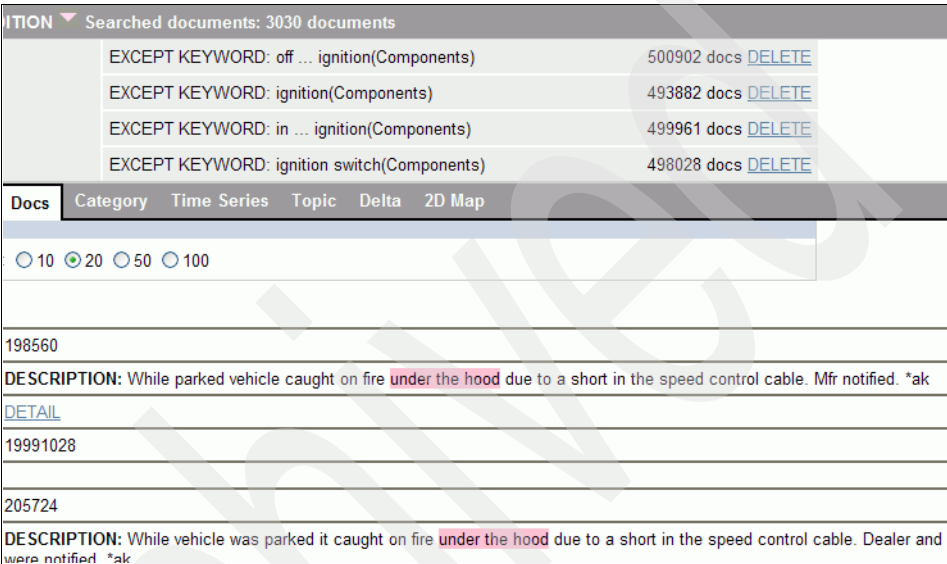 ITION Searched documents: 3030 documents
EXCEPT KEYWORD: off ... ignition(Components) 500902 docs DELETE
EXCEPT KEYWORD: ignition(Components) 493882 docs DELETE
EXCEPT KEYWORD: in ... ignition(Components) 499961 docs DELETE
EXCEPT KEYWORD: ignition switch(Components) 498028 docs DELETE
Docs Category Time Series Topic Delta 2D Map
: 10 20 50 100
198560
DESCRIPTION: While parked vehicle caught on fire under the hood due to a short in the speed control cable. Mfr notified. *ak
DETAIL
19991028
205724
DESCRIPTION: While vehicle was parked it caught on fire under the hood due to a short in the speed control cable. Dealer and
were notified. *ak
hived